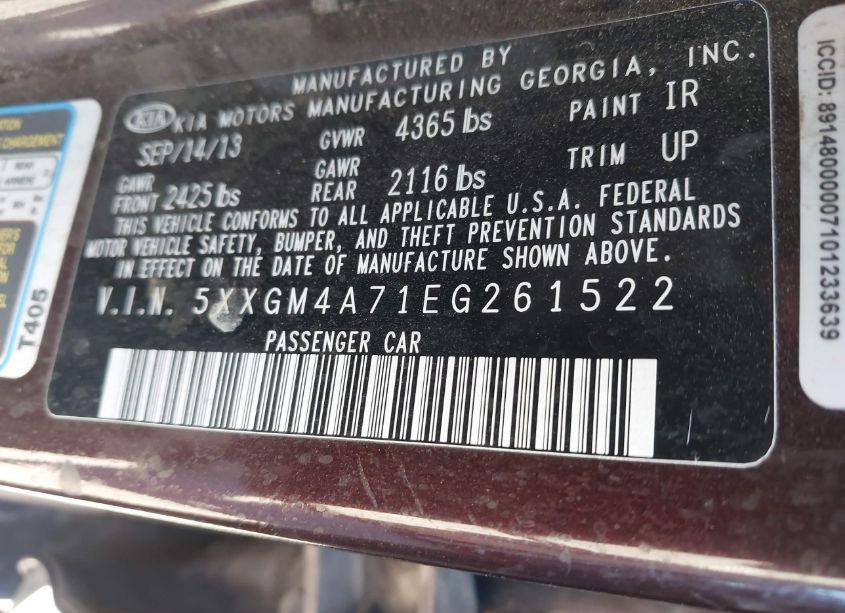 MANUFACTURED BY
KIA KIA MOTORS MANUFACTURING GEORGIA, INC.
SEP/14/13 GVWR 4365 lbs PAINT IR
GAWR FRONT 2425 lbs GAWR REAR 2116 lbs TRIM UP
THIS VEHICLE CONFORMS TO ALL APPLICABLE U.S.A. FEDERAL
MOTOR VEHICLE SAFETY, BUMPER, AND THEFT PREVENTION STANDARDS
IN EFFECT ON THE DATE OF MANUFACTURE SHOWN ABOVE.
V.I.N. 5XXGM4A71EG261522
PASSENGER CAR
T405
ICCID: 891480000007101233639